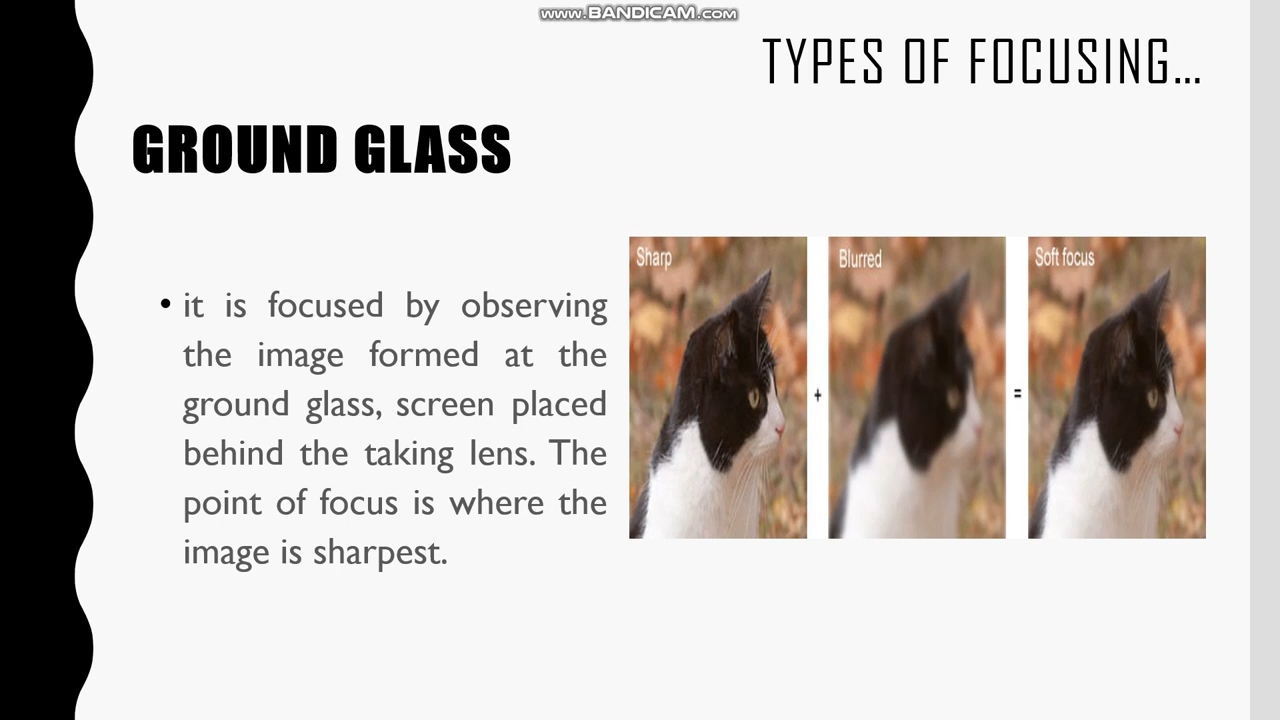 www.BANDICAM.com
TYPES OF FOCUSING...
GROUND GLASS
• it is focused by observing
the image formed at the
ground glass, screen placed
behind the taking lens. The
point of focus is where the
image is sharpest.
Sharp
+
Blurred
=
Soft focus